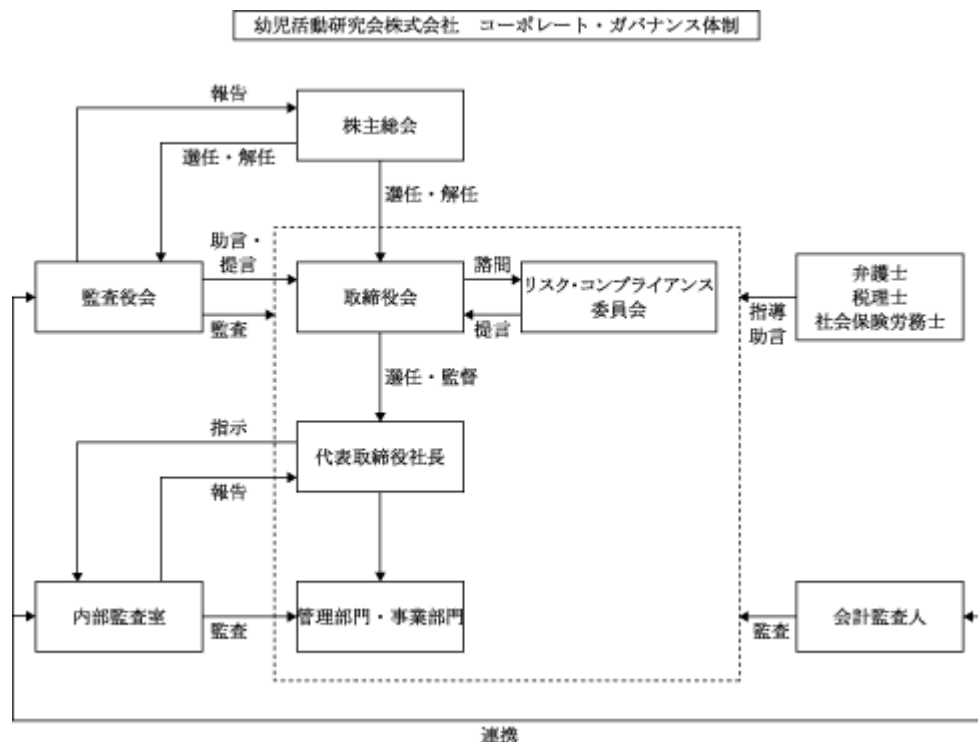 幼児活動研究会株式会社　コーポレート・ガバナンス体制
報告
株主総会
選任・解任
選任・解任
助言・
提言
監査役会
監査
取締役会
諮問
提言
リスク・コンプライアンス
委員会
指導
助言
弁護士
税理士
社会保険労務士
選任・監督
指示
代表取締役社長
報告
内部監査室
監査
管理部門・事業部門
監査
会計監査人
連携